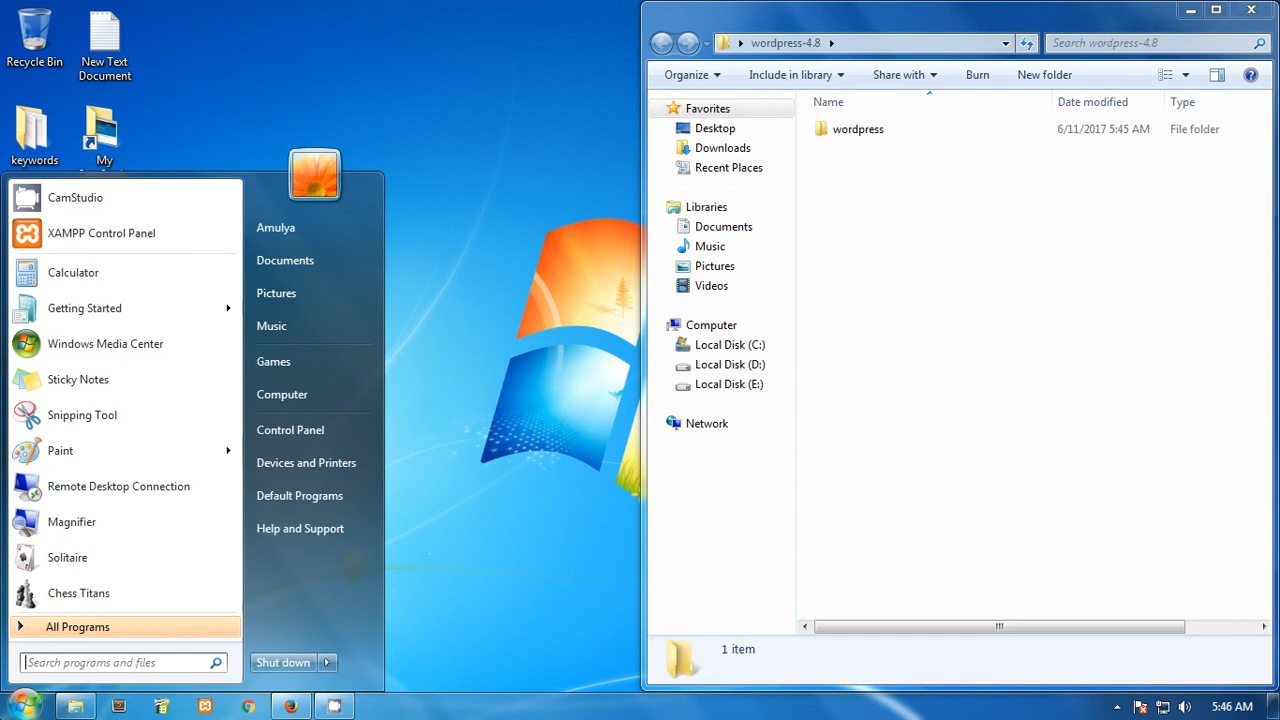 Recycle Bin
New Text
Document
keywords
My
CamStudio
XAMPP Control Panel
Calculator
Getting Started
Windows Media Center
Sticky Notes
Snipping Tool
Paint
Remote Desktop Connection
Magnifier
Solitaire
Chess Titans
All Programs
Search programs and files
Amulya
Documents
Pictures
Music
Games
Computer
Control Panel
Devices and Printers
Default Programs
Help and Support
Shut down
wordpress-4.8
Search wordpress-4.8
Organize
Include in library
Share with
Burn
New folder
Favorites
Desktop
Downloads
Recent Places
Libraries
Documents
Music
Pictures
Videos
Computer
Local Disk (C:)
Local Disk (D:)
Local Disk (E:)
Network
Name Date modified Type
wordpress 6/11/2017 5:45 AM File folder
1 item
5:46 AM